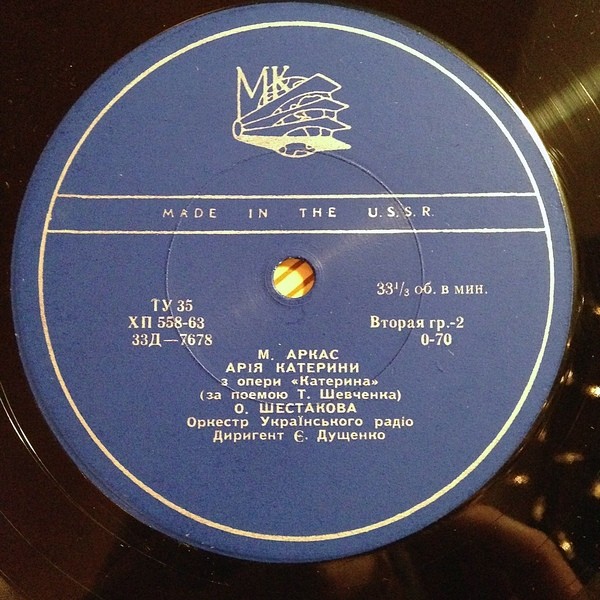 МК
MADE IN THE U.S.S.R.
33⅓ об. в мин.
ТУ 35
ХП 558-63
Вторая гр.-2
33Д—7678
0-70
М. АРКАС
АРІЯ КАТЕРИНИ
з опери «Катерина»
(за поемою Т. Шевченка)
О. ШЕСТАКОВА
Оркестр Українського радіо
Диригент Є. Дущенко